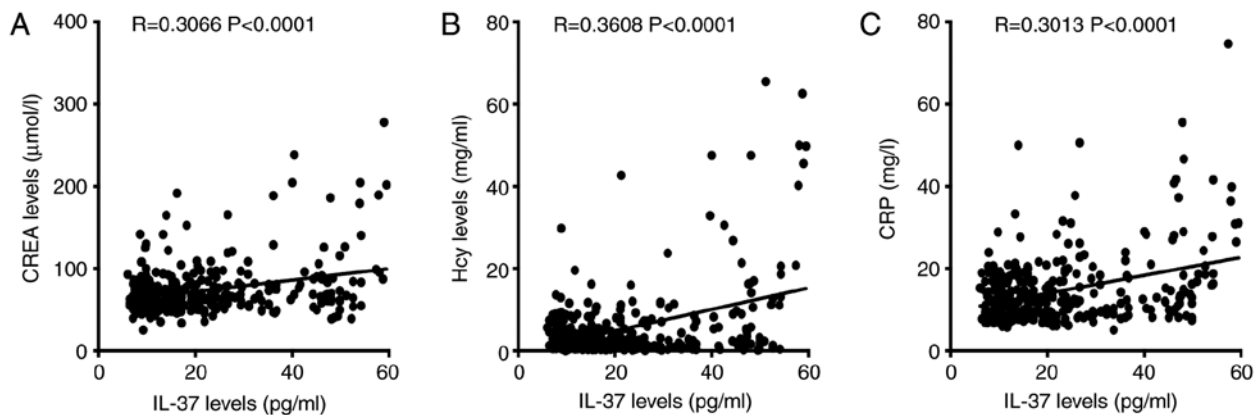 A
R=0.3066 P<0.0001
CREA levels (μmol/l)
400
300
200
100
0
0
20
40
60
IL-37 levels (pg/ml)
B
R=0.3608 P<0.0001
Hcy levels (mg/ml)
80
60
40
20
0
0
20
40
60
IL-37 levels (pg/ml)
C
R=0.3013 P<0.0001
CRP (mg/l)
80
60
40
20
0
0
20
40
60
IL-37 levels (pg/ml)